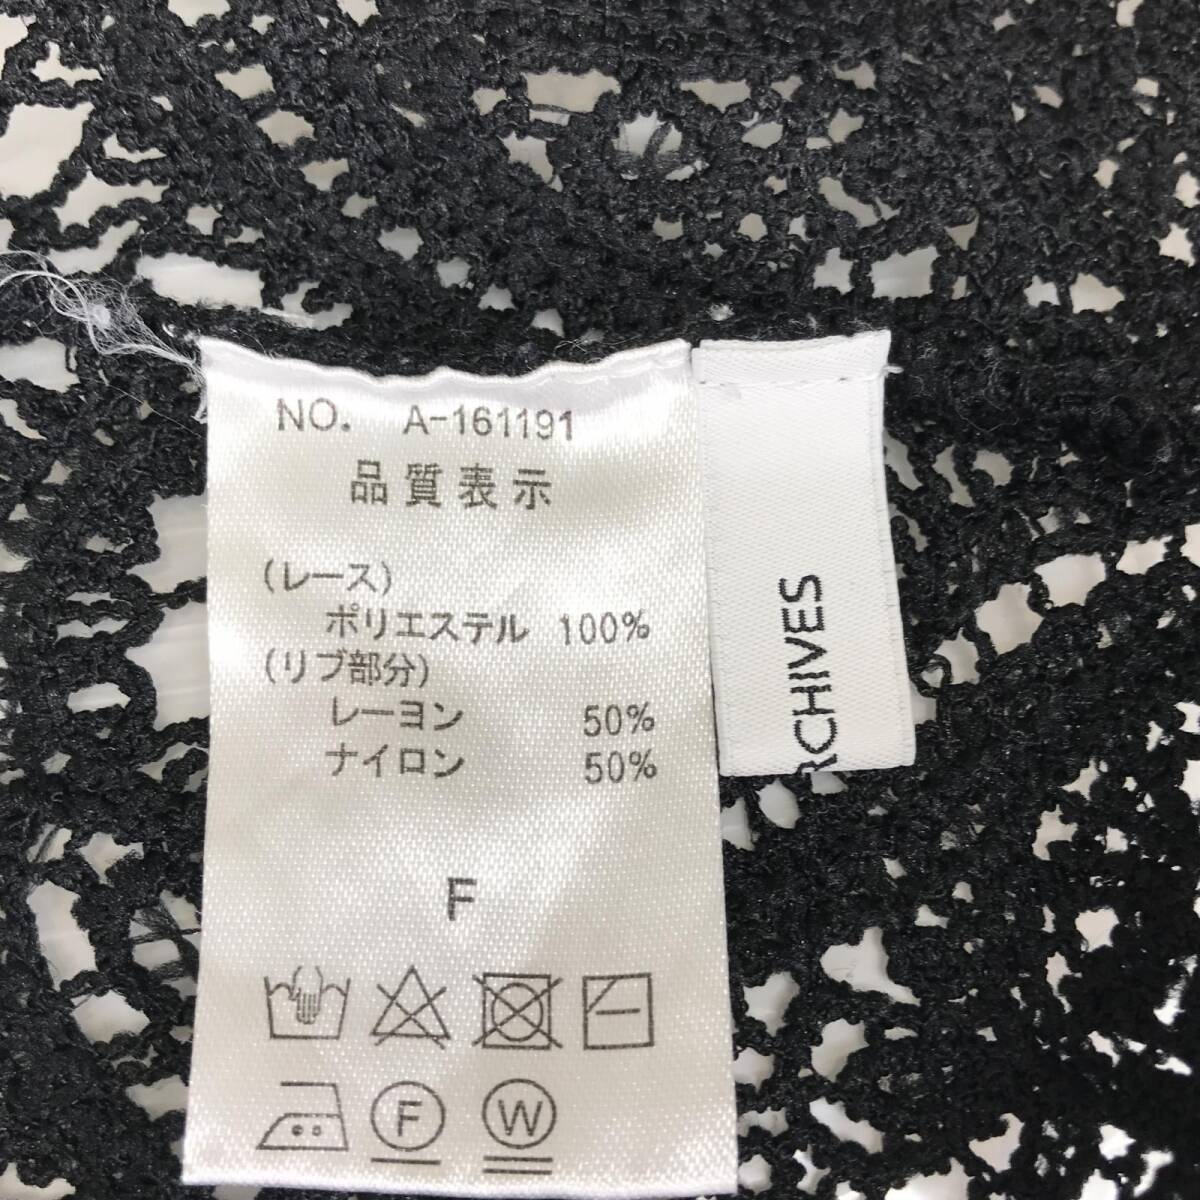 NO. A-161191
品質表示
(レース)
ポリエステル 100%
(リブ部分)
レーヨン 50%
ナイロン 50%
F
F
W
RCHIVES